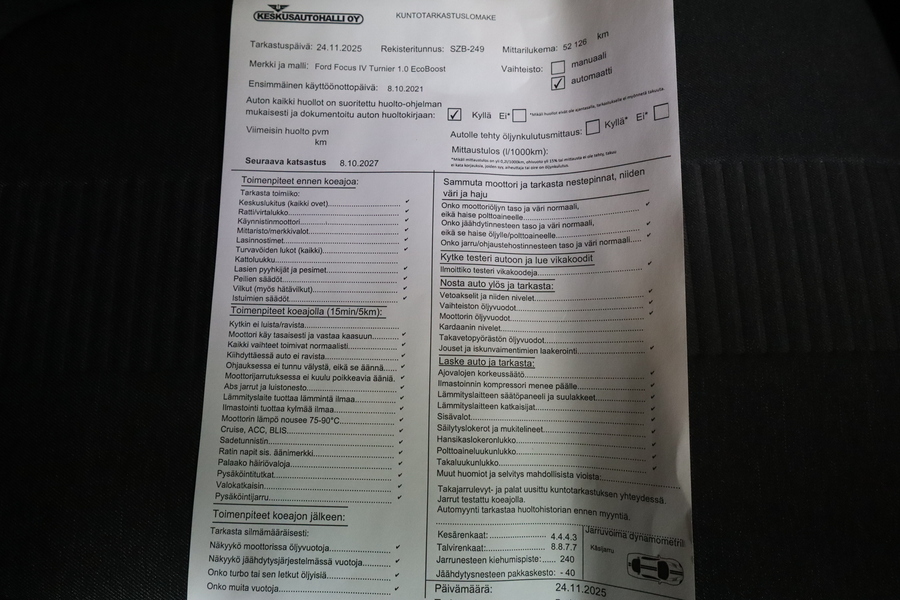 KESKUSAUTOHALLI OY
KUNTOTARKASTUSLOMAKE
Tarkastuspäivä: 24.11.2025 Rekisteritunnus: SZB-249 Mittarilukema: 52 126 km
Merkki ja malli: Ford Focus IV Turnier 1.0 EcoBoost Vaihteisto: manuaali
automaatti
Ensimmäinen käyttöönottopäivä: 8.10.2021
Auton kaikki huollot on suoritettu huolto-ohjelman
mukaisesti ja dokumentoitu auton huoltokirjaan: Kyllä Ei*
Viimeisin huolto pvm
km
Autolle tehty öljynkulutusmittaus: Kyllä* Ei*
Mittaustulos (l/1000km):
Seuraava katsastus 8.10.2027
Toimenpiteet ennen koeajoa:
Tarkasta toimiiko:
Keskuslukitus (kaikki ovet)
Ratti/virtalukko
Käynnistinmoottori
Mittaristo/merkkivalot
Lasinnostimet
Turvavöiden lukot (kaikki)
Kattoluukku
Lasien pyyhkijät ja pesimet
Peilien säädöt
Vilkut (myös hätävilkut)
Istuimien säädöt
Toimenpiteet koeajolla (15min/5km):
Kytkin ei luista/ravista
Moottori käy tasaisesti ja vastaa kaasuun
Kaikki vaihteet toimivat normaalisti
Kiihdyttäessä auto ei ravista
Ohjauksessa ei tunnu välystä, eikä se äännä
Moottorijarrutuksessa ei kuulu poikkeavia ääniä.
Abs jarrut ja luistonesto
Lämmityslaite tuottaa lämmintä ilmaa
Ilmastointi tuottaa kylmää ilmaa
Moottorin lämpö nousee 75-90°C
Cruise, ACC, BLIS
Sadetunnistin
Ratin napit sis. äänimerkki
Palaako häiriövaloja
Pysäköintitutkat
Valokatkaisin
Pysäköintijarru
Toimenpiteet koeajon jälkeen:
Tarkasta silmämääräisesti:
Näkyykö moottorissa öljyvuotoja
Näkyykö jäähdytysjärjestelmässä vuotoja
Onko turbo tai sen letkut öljyisiä
Onko muita vuotoja
Sammuta moottori ja tarkasta nestepinnat, niiden
väri ja haju
Onko moottoriöljyn taso ja väri normaali,
eikä haise polttoaineelle
Onko jäähdytinnesteen taso ja väri normaali,
eikä se haise öljylle/polttoaineelle
Onko jarru/ohjaustehostinnesteen taso ja väri normaali
Kytke testeri autoon ja lue vikakoodit
Ilmoittiko testeri vikakoodeja
Nosta auto ylös ja tarkasta:
Vetoakselit ja niiden nivelet
Vaihteiston öljyvuodot
Moottorin öljyvuodot
Kardaanin nivelet
Takavetopyörästön öljyvuodot
Jouset ja iskunvaimentimien laakerointi
Laske auto ja tarkasta:
Ajovalojen korkeussäätö
Ilmastoinnin kompressori menee päälle
Lämmityslaitteen säätöpaneeli ja suulakkeet
Lämmityslaitteen katkaisijat
Sisävalot
Säilytyslokerot ja mukitelineet
Hansikaslokeronlukko
Polttoaineluukunlukko
Takaluukunlukko
Muut huomiot ja selvitys mahdollisista vioista:
Takajarrulevyt- ja palat uusittu kuntotarkastuksen yhteydessä.
Jarrut testattu koeajolla.
Automyynti tarkastaa huoltohistorian ennen myyntiä.
Kesärenkaat: 4.4.4.3
Talvirenkaat: 8.8.7.7
Jarrunesteen kiehumispiste: 240
Jäähdytysnesteen pakkaskesto: - 40
Jarruvoima dynamometril
Käsijarru
Päivämäärä: 24.11.2025